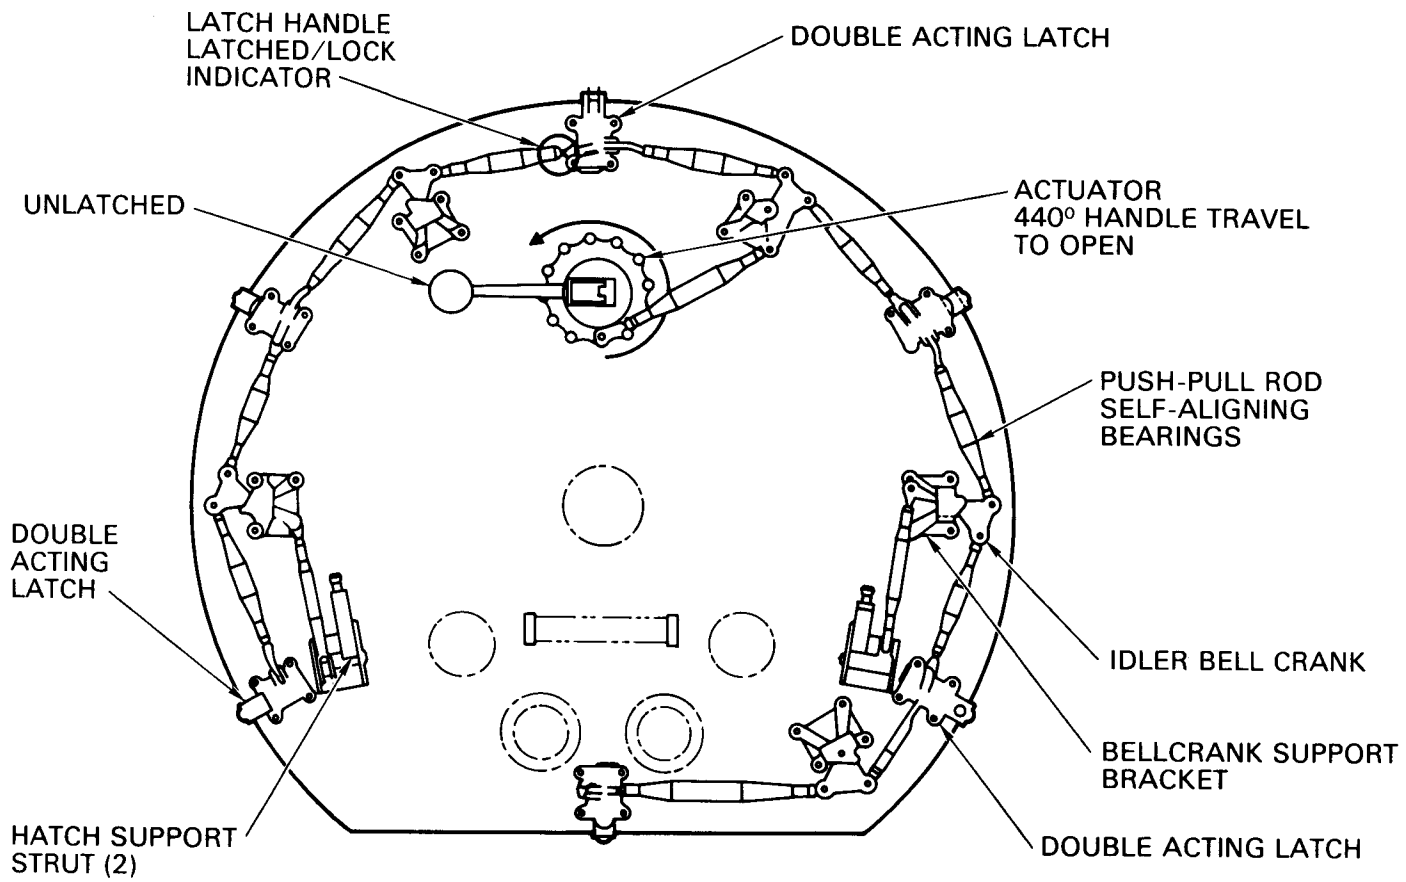 LATCH HANDLE
LATCHED/LOCK
INDICATOR
DOUBLE ACTING LATCH
UNLATCHED
ACTUATOR
440º HANDLE TRAVEL
TO OPEN
PUSH-PULL ROD
SELF-ALIGNING
BEARINGS
DOUBLE
ACTING
LATCH
IDLER BELL CRANK
BELLCRANK SUPPORT
BRACKET
HATCH SUPPORT
STRUT (2)
DOUBLE ACTING LATCH